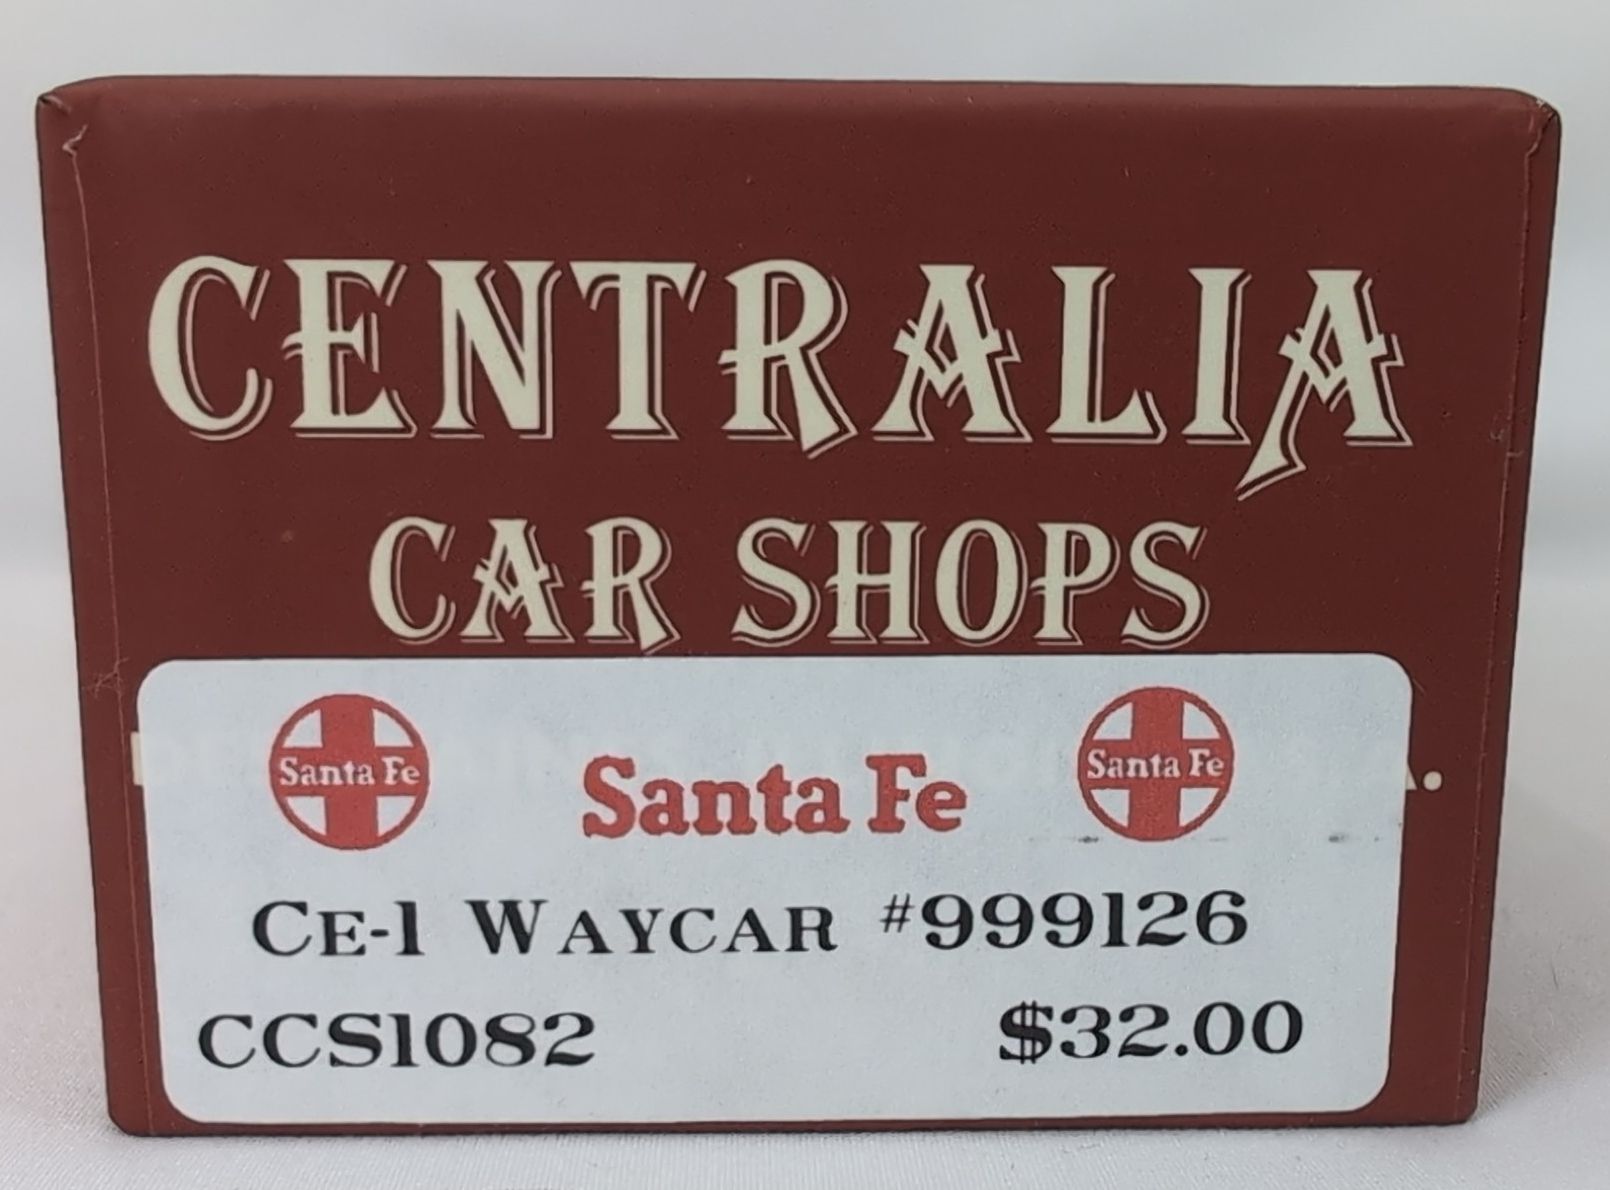 CENTRALIA
CAR SHOPS
Santa Fe
Santa Fe
Santa Fe
CE-1 WAYCAR #999126
CCS1082 $32.00